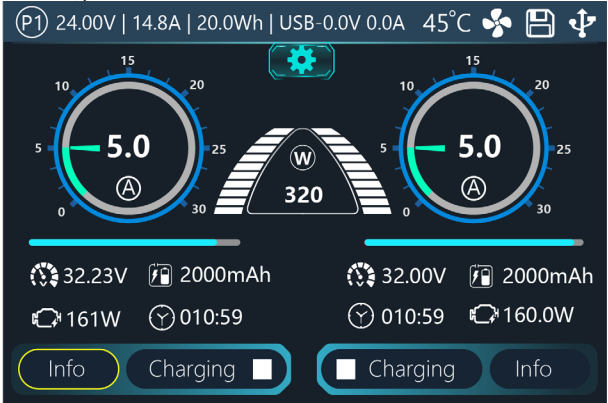 P1 24.00V | 14.8A | 20.0Wh | USB-0.0V 0.0A 45°C
15 15
10 20 10 20
5 5.0 25 W 5 5.0 25
A 320 A
0 30 0 30
32.23V 2000mAh 32.00V 2000mAh
161W 010:59 010:59 160.0W
Info Charging Charging Info